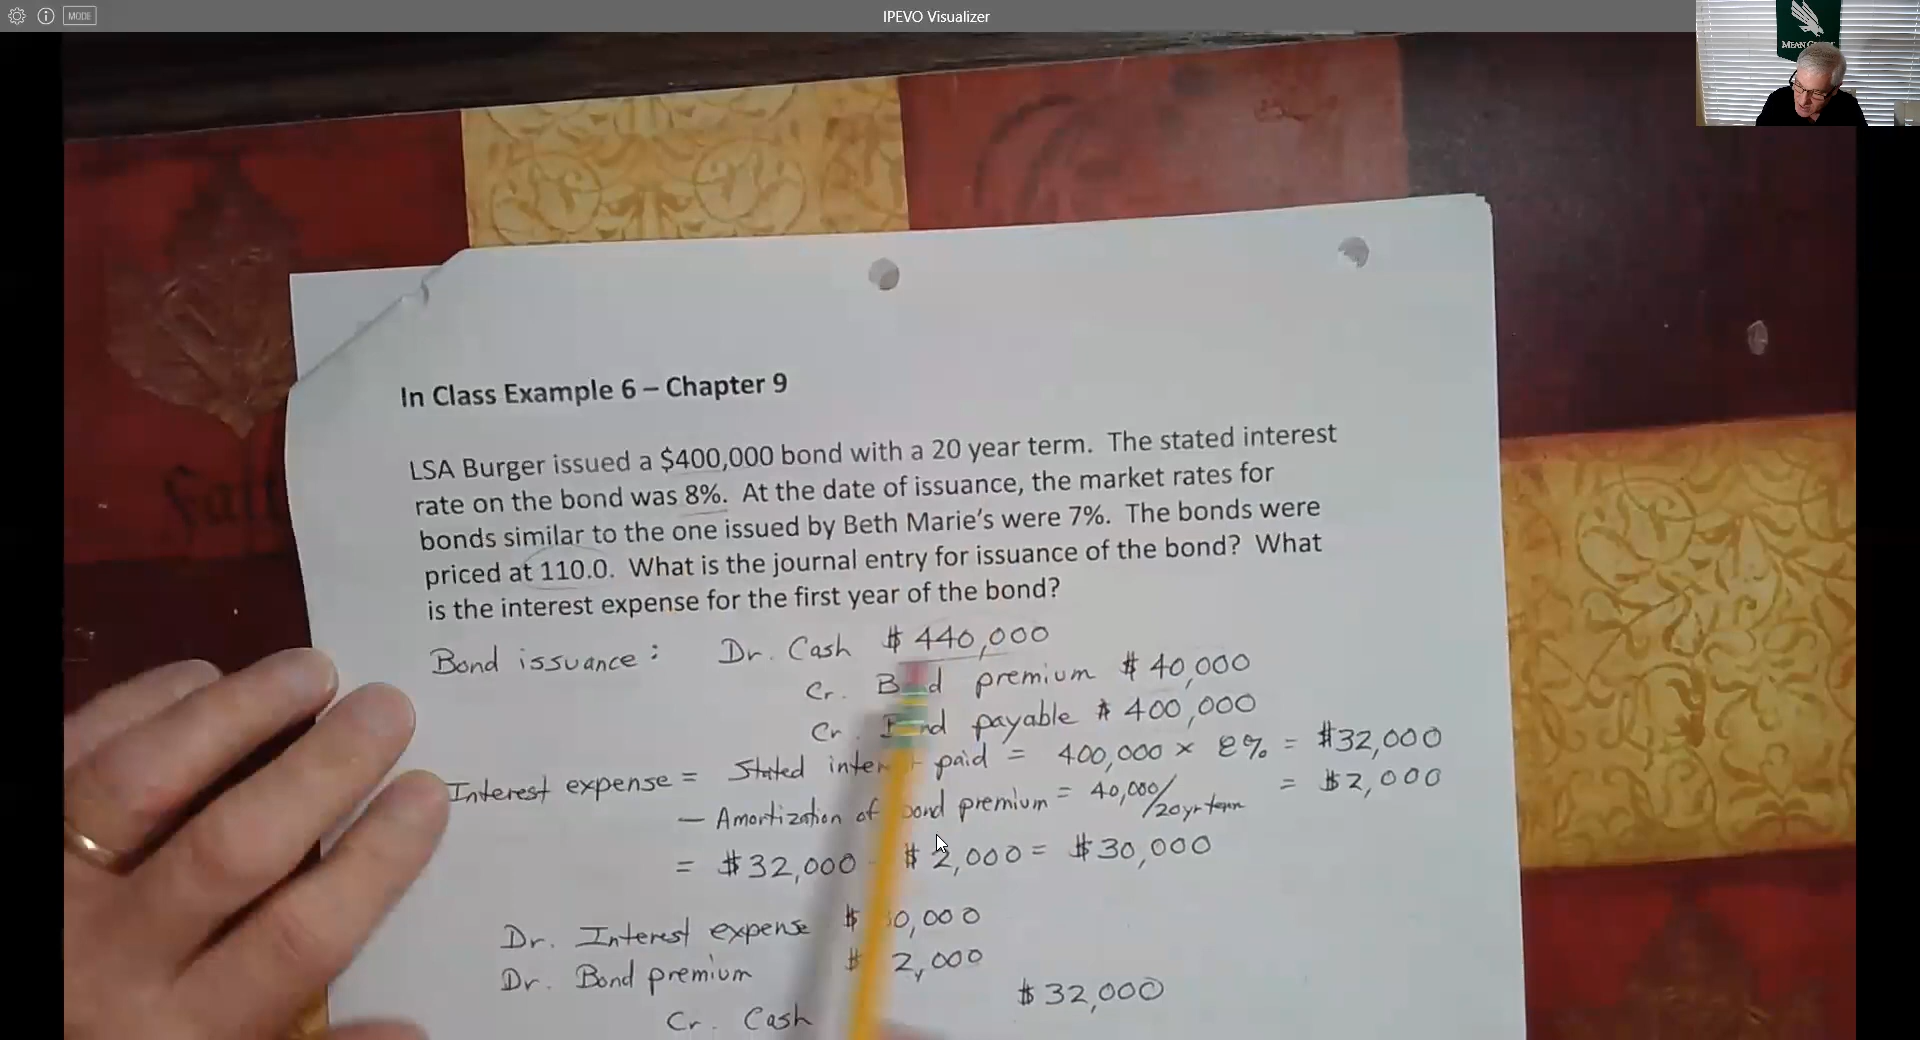 MODE
IPEVO Visualizer
In Class Example 6 – Chapter 9
LSA Burger issued a $400,000 bond with a 20 year term. The stated interest
rate on the bond was 8%. At the date of issuance, the market rates for
bonds similar to the one issued by Beth Marie's were 7%. The bonds were
priced at 110.0. What is the journal entry for issuance of the bond? What
is the interest expense for the first year of the bond?
Bond issuance: Dr. Cash $ 440,000
Cr. premium $ 40,000
Cr. payable $ 400,000
Interest expense = Stated paid = 400,000 × 8% = $32,000
— Amortization of bond premium = 40,000/20yr term = $2,000
= $32,000 - $2,000 = $30,000
Dr. Interest expense $ 0,000
Dr. Bond premium $ 2,000
$32,000
Cr. Cash